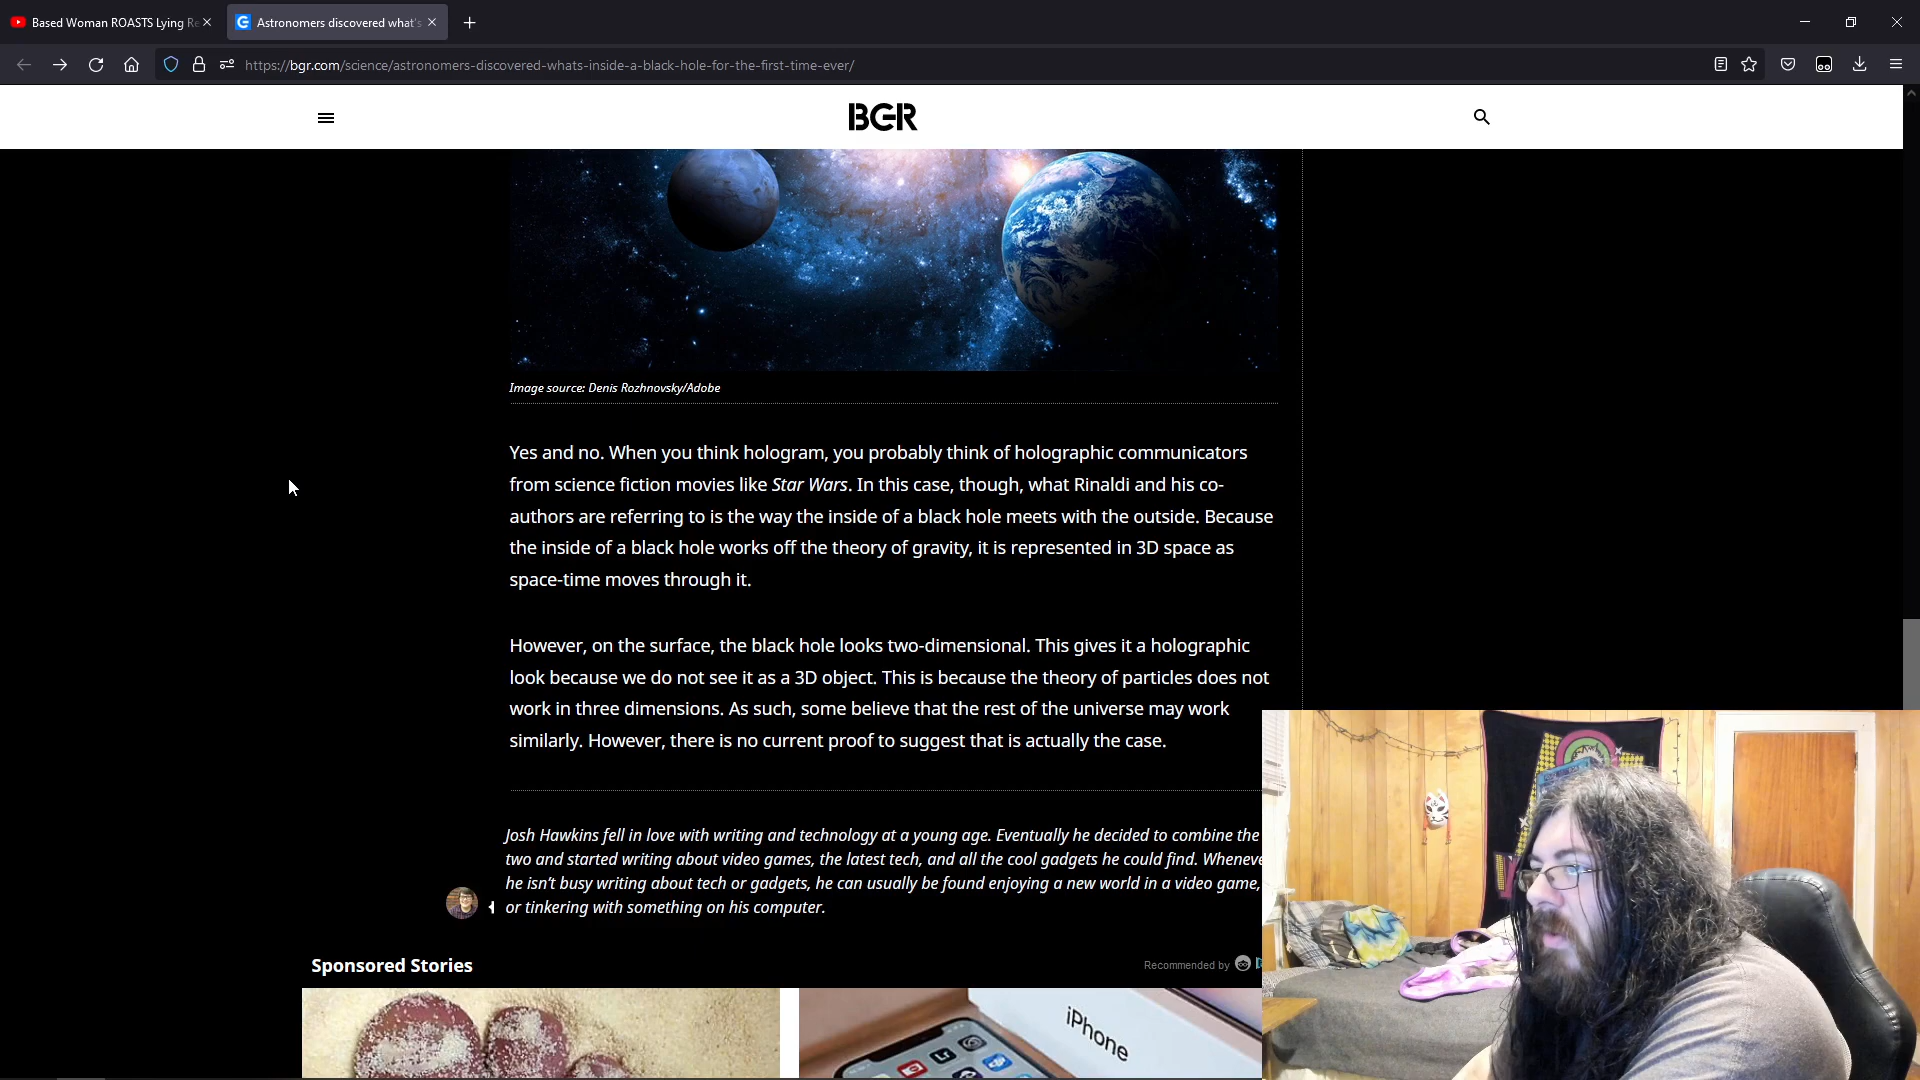 Based Woman ROASTS Lying Re
Astronomers discovered what's
https://bgr.com/science/astronomers-discovered-whats-inside-a-black-hole-for-the-first-time-ever/
BGR
Image source: Denis Rozhnovsky/Adobe
Yes and no. When you think hologram, you probably think of holographic communicators
from science fiction movies like Star Wars. In this case, though, what Rinaldi and his co-
authors are referring to is the way the inside of a black hole meets with the outside. Because
the inside of a black hole works off the theory of gravity, it is represented in 3D space as
space-time moves through it.
However, on the surface, the black hole looks two-dimensional. This gives it a holographic
look because we do not see it as a 3D object. This is because the theory of particles does not
work in three dimensions. As such, some believe that the rest of the universe may work
similarly. However, there is no current proof to suggest that is actually the case.
Josh Hawkins fell in love with writing and technology at a young age. Eventually he decided to combine the
two and started writing about video games, the latest tech, and all the cool gadgets he could find. Wheneve
he isn't busy writing about tech or gadgets, he can usually be found enjoying a new world in a video game,
or tinkering with something on his computer.
Sponsored Stories
Recommended by
iPhone